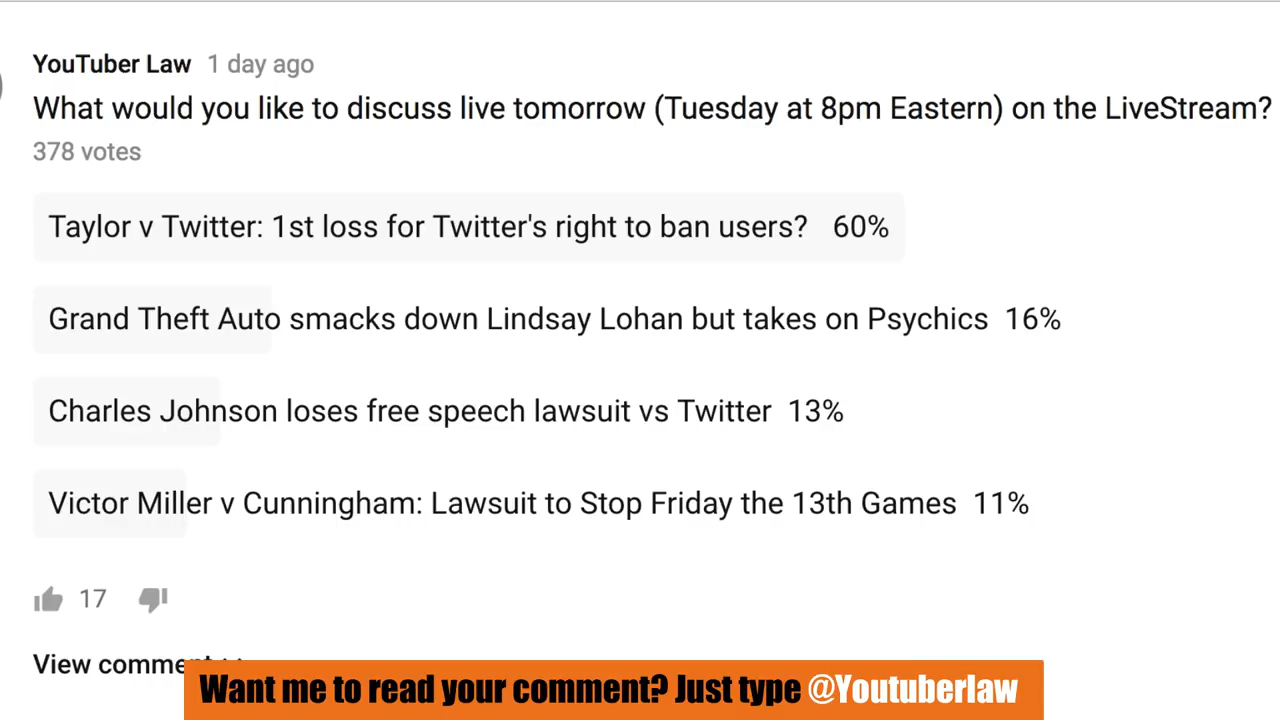 YouTuber Law 1 day ago
What would you like to discuss live tomorrow (Tuesday at 8pm Eastern) on the LiveStream?
378 votes
Taylor v Twitter: 1st loss for Twitter's right to ban users? 60%
Grand Theft Auto smacks down Lindsay Lohan but takes on Psychics 16%
Charles Johnson loses free speech lawsuit vs Twitter 13%
Victor Miller v Cunningham: Lawsuit to Stop Friday the 13th Games 11%
17
View comment
Want me to read your comment? Just type @Youtuberlaw